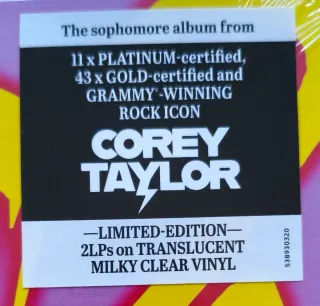 The sophomore album from
11 x PLATINUM-certified,
43 x GOLD-certified and
GRAMMY®-WINNING
ROCK ICON
COREY
TAYLOR
—LIMITED-EDITION—
2LPs on TRANSLUCENT
MILKY CLEAR VINYL
538930320